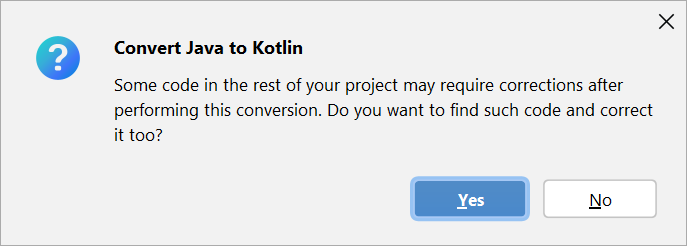 Convert Java to Kotlin
Some code in the rest of your project may require corrections after
performing this conversion. Do you want to find such code and correct
it too?
Yes
No